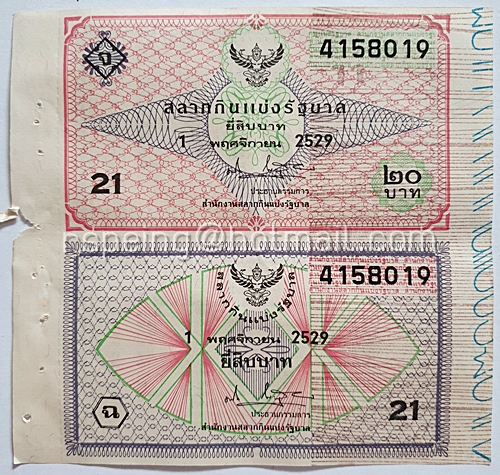 จ
4158019
สลากกินแบ่งรัฐบาล
ยี่สิบบาท
1 พฤศจิกายน 2529
21
ประธานกรรมการ
สำนักงานสลากกินแบ่งรัฐบาล
๒๐
บาท
4158019
สลากกินแบ่งรัฐบาล
1 พฤศจิกายน 2529
ยี่สิบบาท
ฉ
ประธานกรรมการ
สำนักงานสลากกินแบ่งรัฐบาล
21